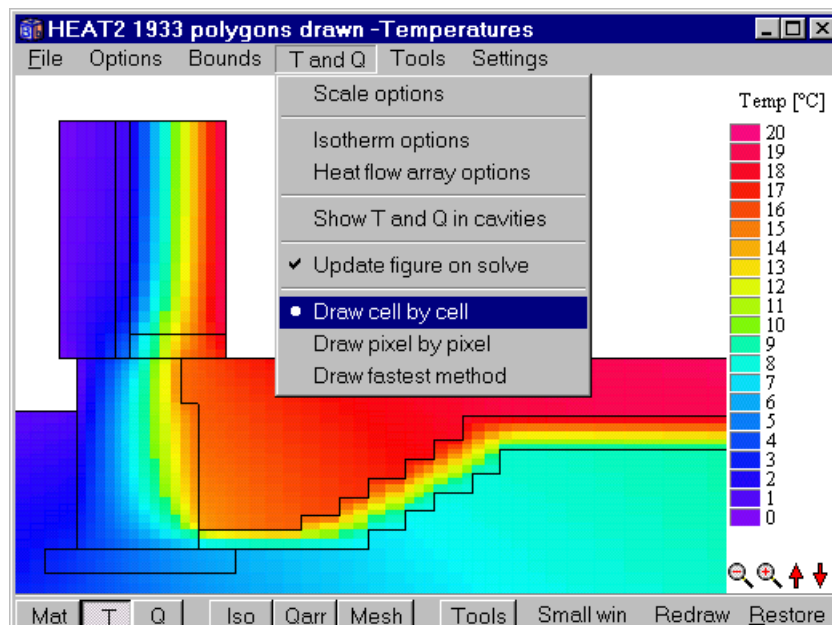 HEAT2 1933 polygons drawn -Temperatures
File Options Bounds T and Q Tools Settings
Scale options
Isotherm options
Heat flow array options
Show T and Q in cavities
Update figure on solve
Draw cell by cell
Draw pixel by pixel
Draw fastest method
Temp [°C]
20
19
18
17
16
15
14
13
12
11
10
9
8
7
6
5
4
3
2
1
0
Mat T Q Iso Qarr Mesh Tools Small win Redraw Restore